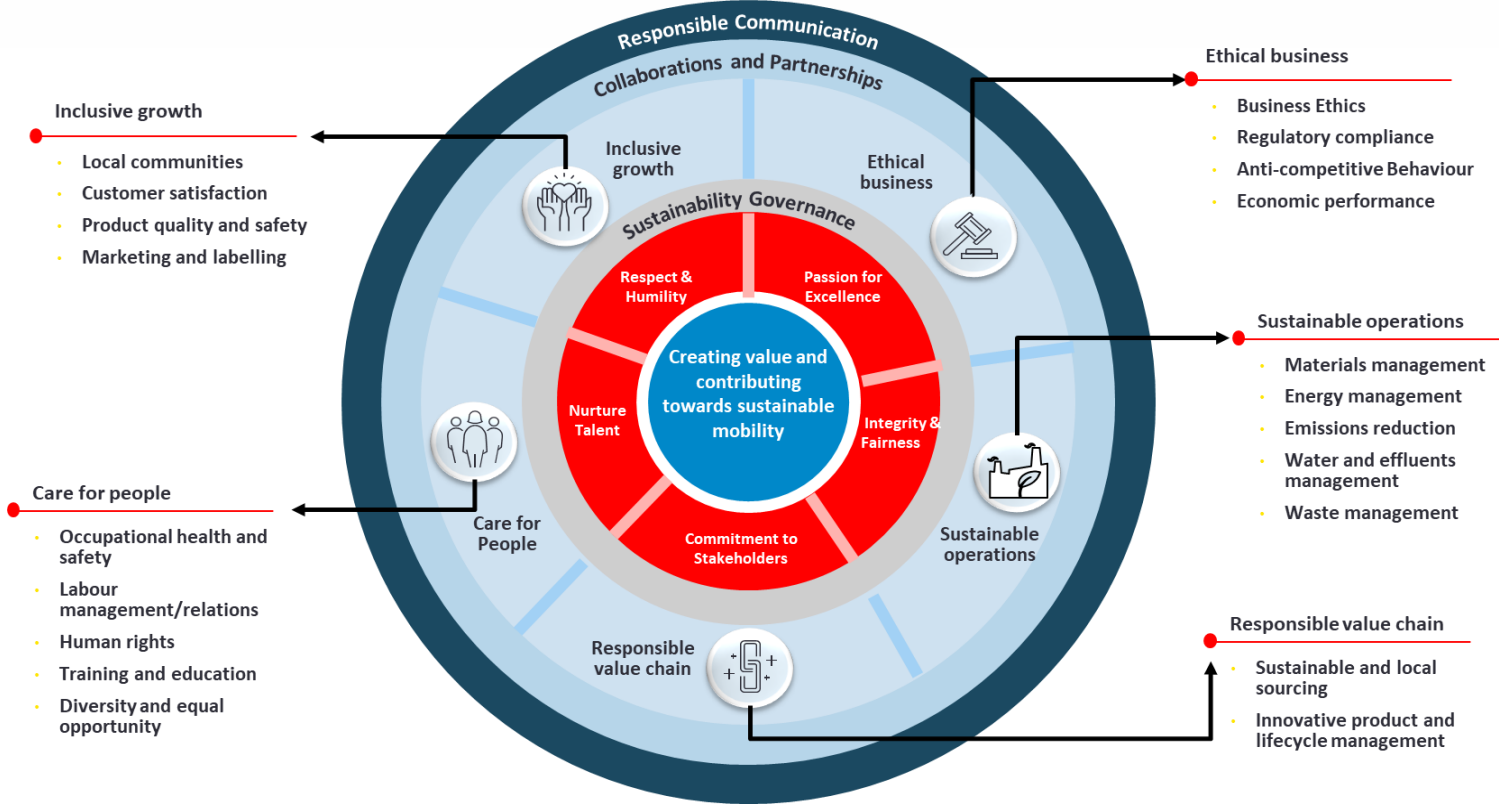 Responsible Communication
Collaborations and Partnerships
Inclusive growth
Local communities
Customer satisfaction
Product quality and safety
Marketing and labelling
Ethical business
Business Ethics
Regulatory compliance
Anti-competitive Behaviour
Economic performance
Inclusive
growth
Ethical
business
Sustainability Governance
Respect &
Humility
Passion for
Excellence
Creating value and
contributing
towards sustainable
mobility
Nurture
Talent
Integrity &
Fairness
Commitment to
Stakeholders
Sustainable operations
Materials management
Energy management
Emissions reduction
Water and effluents
management
Waste management
Care for people
Occupational health and
safety
Labour
management/relations
Human rights
Training and education
Diversity and equal
opportunity
Care for
People
Sustainable
operations
Responsible
value chain
Responsible value chain
Sustainable and local
sourcing
Innovative product and
lifecycle management